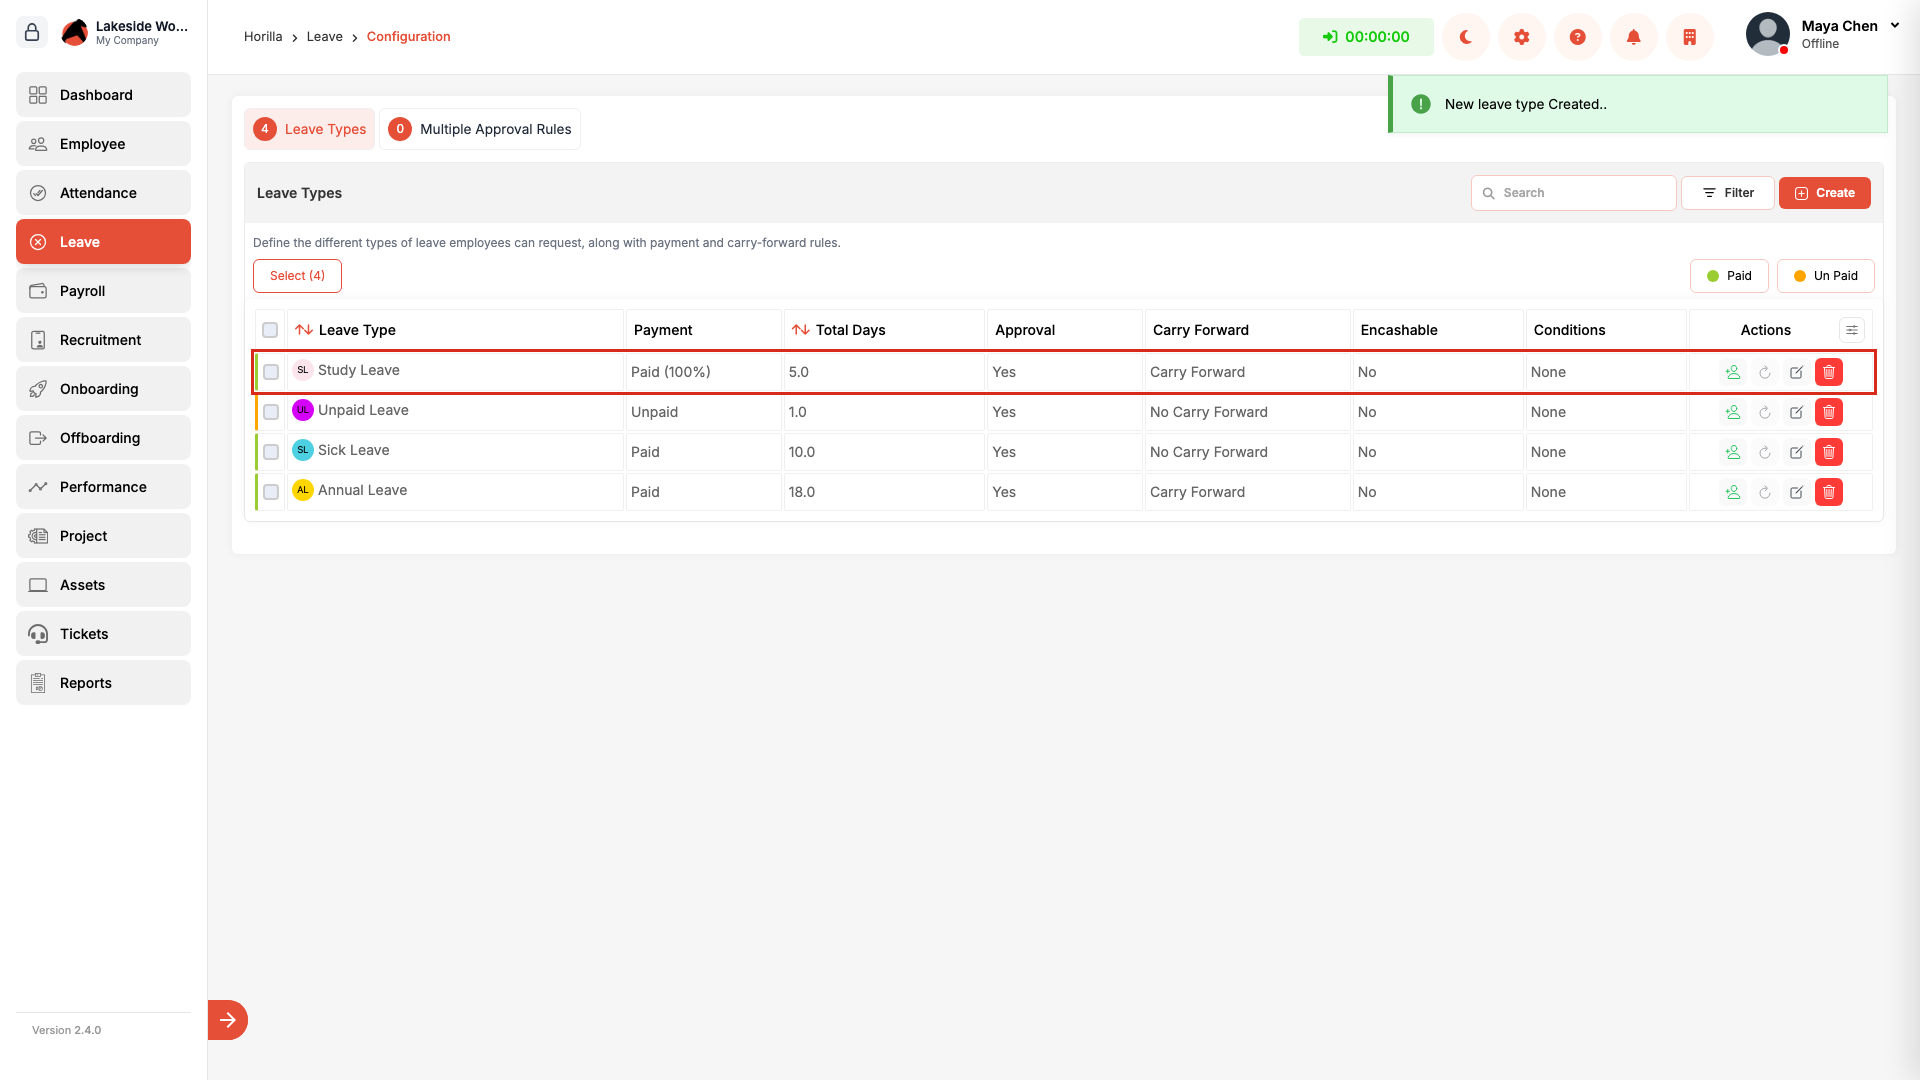 Lakeside Wo...
My Company
Horilla > Leave > Configuration
00:00:00
Maya Chen
Offline
New leave type Created..
Dashboard
Employee
Attendance
Leave
Payroll
Recruitment
Onboarding
Offboarding
Performance
Project
Assets
Tickets
Reports
Version 2.4.0
4 Leave Types
0 Multiple Approval Rules
Leave Types
Search
Filter
Create
Define the different types of leave employees can request, along with payment and carry-forward rules.
Select (4)
Paid
Un Paid
Leave Type Payment Total Days Approval Carry Forward Encashable Conditions Actions
SL Study Leave Paid (100%) 5.0 Yes Carry Forward No None
UL Unpaid Leave Unpaid 1.0 Yes No Carry Forward No None
SL Sick Leave Paid 10.0 Yes No Carry Forward No None
AL Annual Leave Paid 18.0 Yes Carry Forward No None